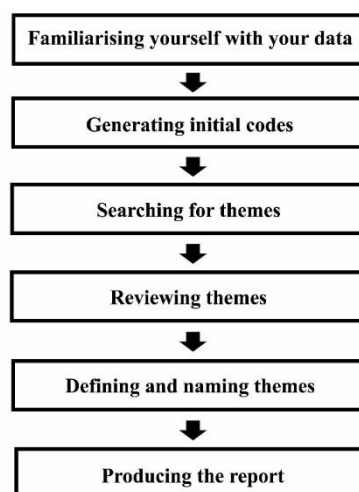 Familiarising yourself with your data
Generating initial codes
Searching for themes
Reviewing themes
Defining and naming themes
Producing the report